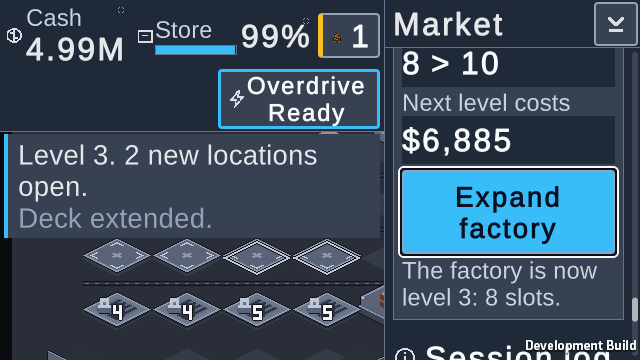 Cash
4.99M
Store
99%
1
Overdrive
Ready
Level 3. 2 new locations
open.
Deck extended.
4
4
5
5
Market
8 > 10
Next level costs
$6,885
Expand
factory
The factory is now
level 3: 8 slots.
Session log
Development Build